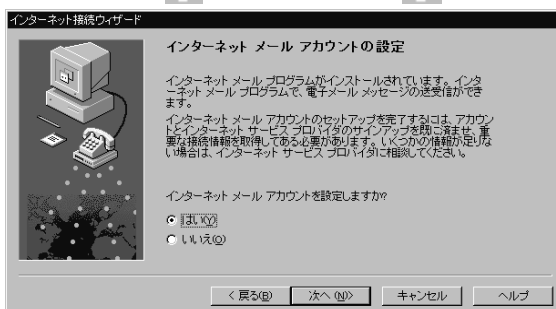 インターネット接続ウィザード
インターネット メール アカウントの設定
インターネット メール プログラムがインストールされています。インタ
ーネット メール プログラムで、電子メール メッセージの送受信ができ
ます。
インターネット メール アカウントのセットアップを完了するには、アカウン
トとインターネット サービス プロバイダのサインアップを既に済ませ、重
要な接続情報を取得してある必要があります。いくつかの情報が足りな
い場合は、インターネット サービス プロバイダに相談してください。
インターネット メール アカウントを設定しますか?
はい(Y)
いいえ(O)
< 戻る(B)
次へ (N)>
キャンセル
ヘルプ